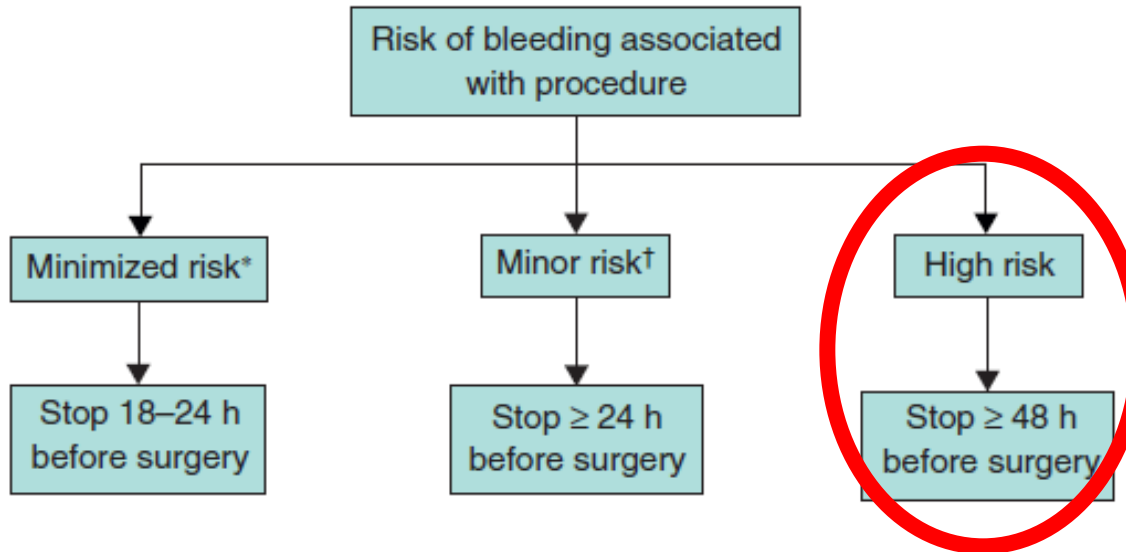 Risk of bleeding associated
with procedure
Minimized risk*
Minor risk†
High risk
Stop 18–24 h
before surgery
Stop ≥ 24 h
before surgery
Stop ≥ 48 h
before surgery